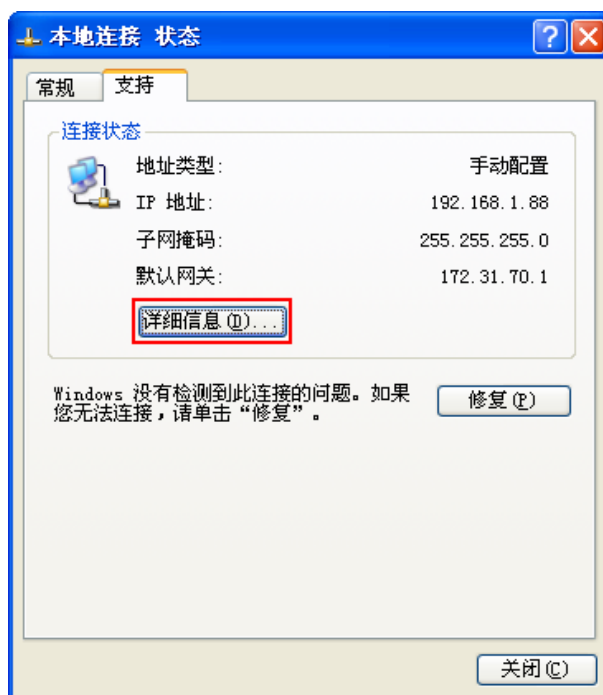 本地连接 状态
常规 支持
连接状态
地址类型: 手动配置
IP 地址: 192.168.1.88
子网掩码: 255.255.255.0
默认网关: 172.31.70.1
详细信息(D)...
Windows 没有检测到此连接的问题。如果
您无法连接，请单击“修复”。
修复(P)
关闭(C)